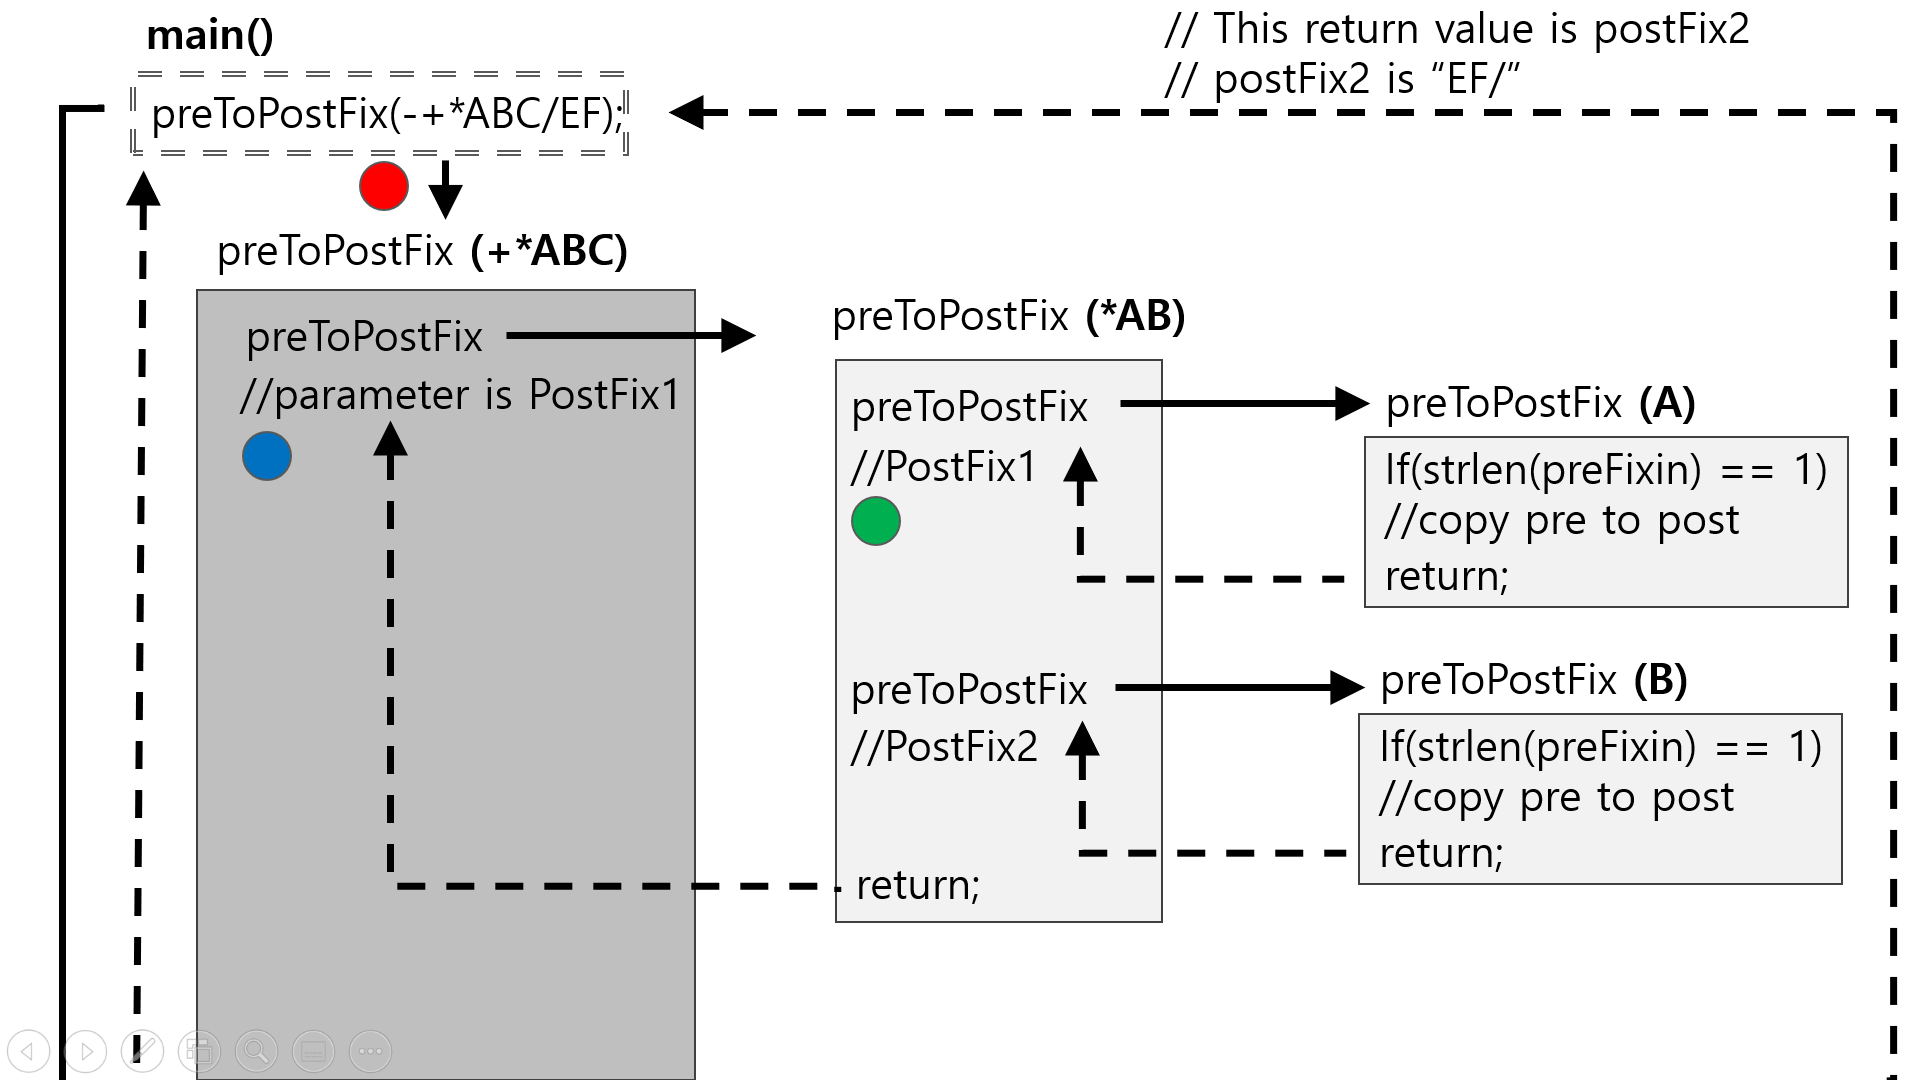 main()
// This return value is postFix2
// postFix2 is “EF/”
preToPostFix(-+*ABC/EF);
preToPostFix (+*ABC)
preToPostFix
//parameter is PostFix1
preToPostFix (*AB)
preToPostFix
//PostFix1
preToPostFix
//PostFix2
return;
preToPostFix (A)
If(strlen(preFixin) == 1)
//copy pre to post
return;
preToPostFix (B)
If(strlen(preFixin) == 1)
//copy pre to post
return;